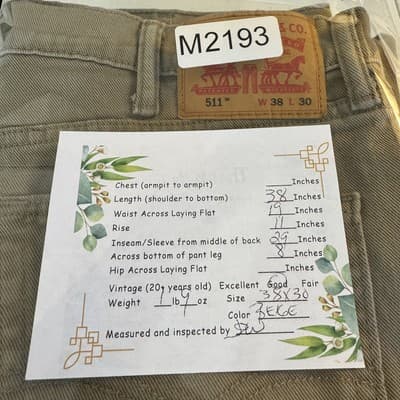 M2193
& CO.
511™ W 38 L 30
Chest (armpit to armpit) ____Inches
Length (shoulder to bottom) 38 Inches
Waist Across Laying Flat 19 Inches
Rise 11 Inches
Inseam/Sleeve from middle of back 29 Inches
Across bottom of pant leg 8 Inches
Hip Across Laying Flat ____Inches
Vintage (20+ years old) Excellent Good Fair
Weight 1 lb 9 oz Size 38X30
Color BEIGE
Measured and inspected by